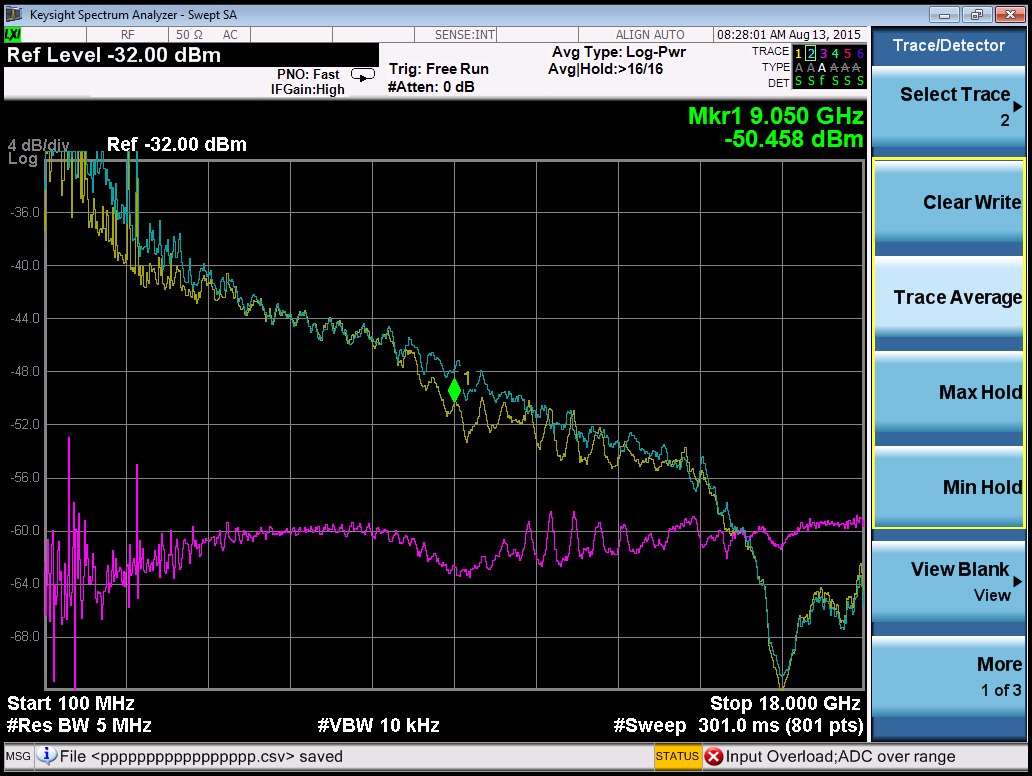 Keysight Spectrum Analyzer - Swept SA
LXI
RF
50 Ω
AC
SENSE:INT
ALIGN AUTO
08:28:01 AM Aug 13, 2015
Ref Level -32.00 dBm
PNO: Fast
IFGain:High
Trig: Free Run
#Atten: 0 dB
Avg Type: Log-Pwr
Avg|Hold:>16/16
TRACE 1 2 3 4 5 6
TYPE A A A A A A
DET S S f S S S
Mkr1 9.050 GHz
-50.458 dBm
4 dB/div
Log
Ref -32.00 dBm
-36.0
-40.0
-44.0
-48.0
-52.0
-56.0
-60.0
-64.0
-68.0
1
Start 100 MHz
Stop 18.000 GHz
#Res BW 5 MHz
#VBW 10 kHz
#Sweep 301.0 ms (801 pts)
MSG
File <ppppppppppppppppp.csv> saved
STATUS
Input Overload;ADC over range
Trace/Detector
Select Trace
2
Clear Write
Trace Average
Max Hold
Min Hold
View Blank
View
More
1 of 3